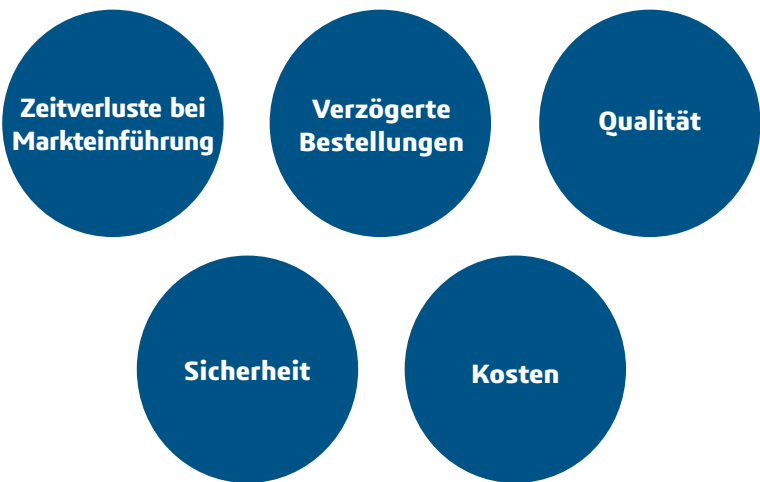 Zeitverluste bei
Markteinführung
Verzögerte
Bestellungen
Qualität
Sicherheit
Kosten